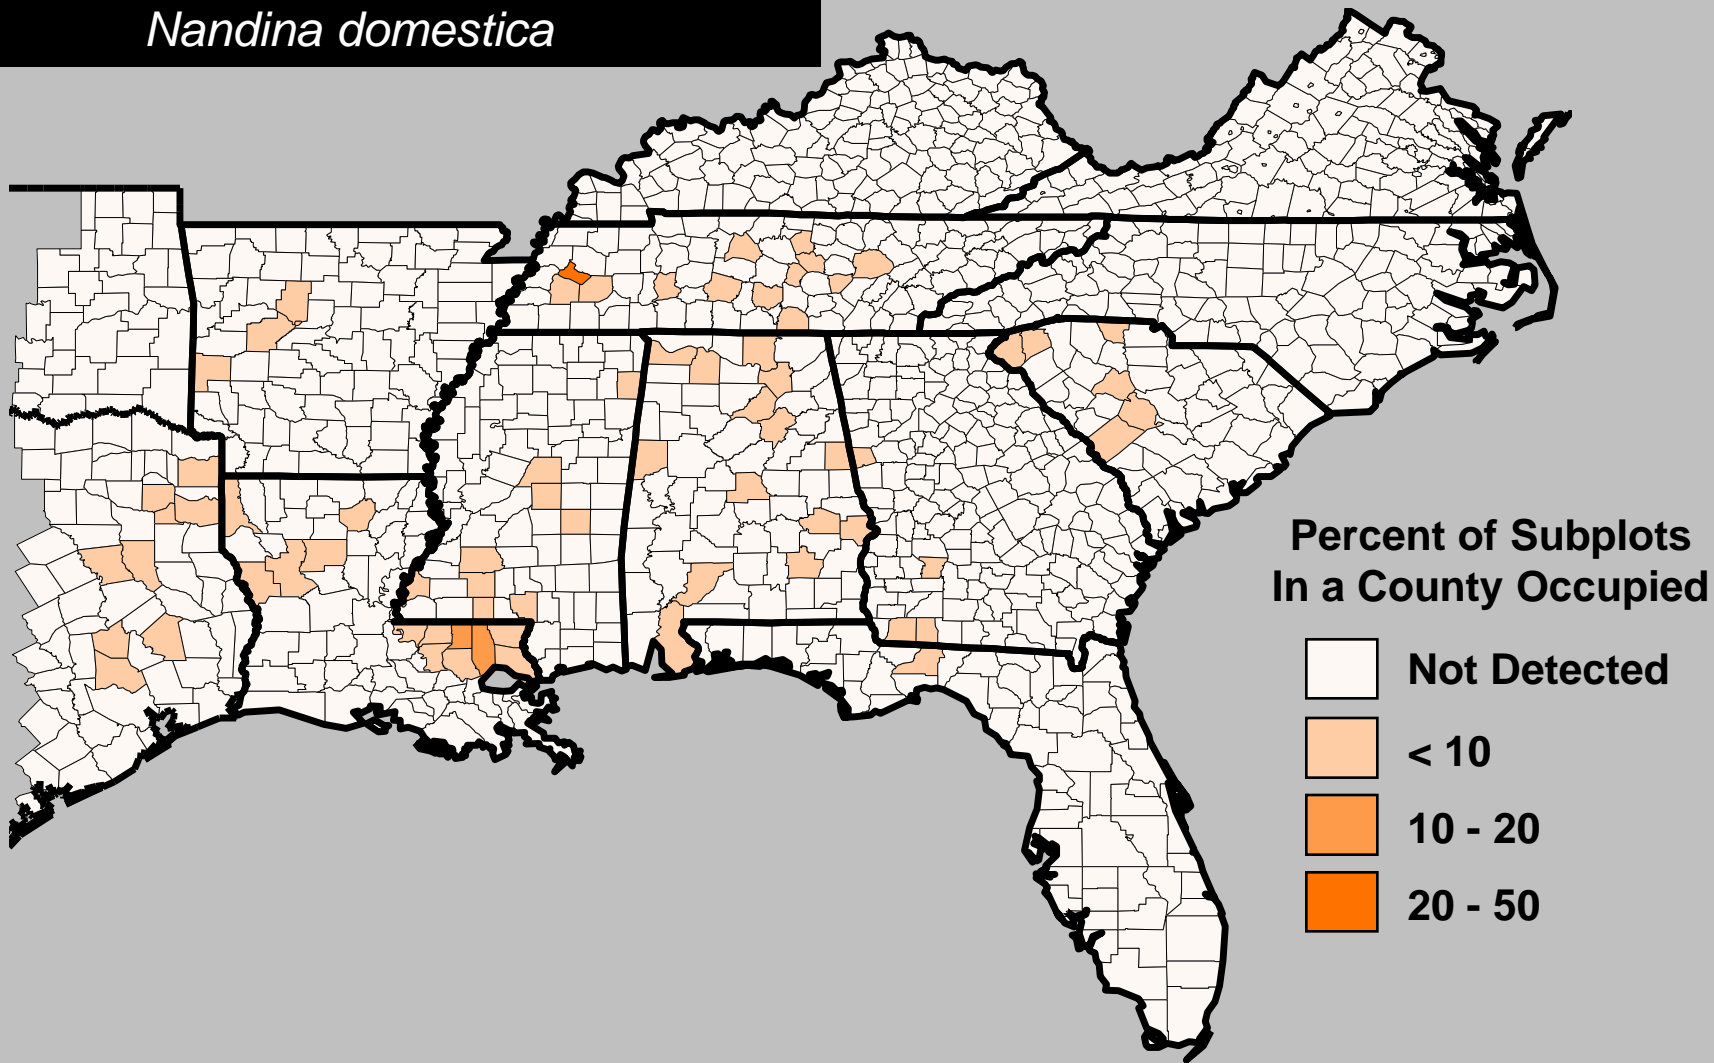 Nandina domestica
Percent of Subplots
In a County Occupied
Not Detected
< 10
10 - 20
20 - 50